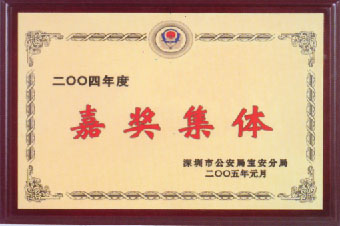 二〇〇四年度
嘉奖集体
深圳市公安局宝安分局
二〇〇五年元月